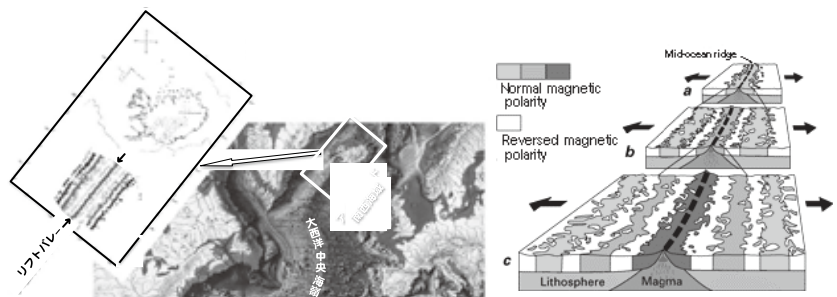 リフトバレー
大西洋中央海嶺
Normal magnetic
polarity
Reversed magnetic
polarity
Mid-ocean ridge
a
b
c
Lithosphere
Magma